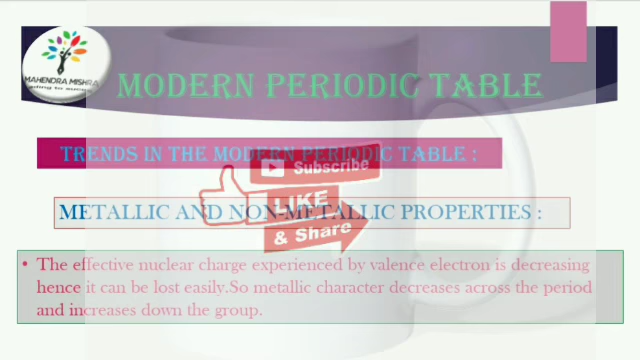 MAHENDRA MISHRA
MODERN PERIODIC TABLE
TRENDS IN THE MODERN PERIODIC TABLE :
Subscribe
LIKE
METALLIC AND NON-METALLIC PROPERTIES :
& Share
• The effective nuclear charge experienced by valence electron is decreasing
hence it can be lost easily.So metallic character decreases across the period
and increases down the group.